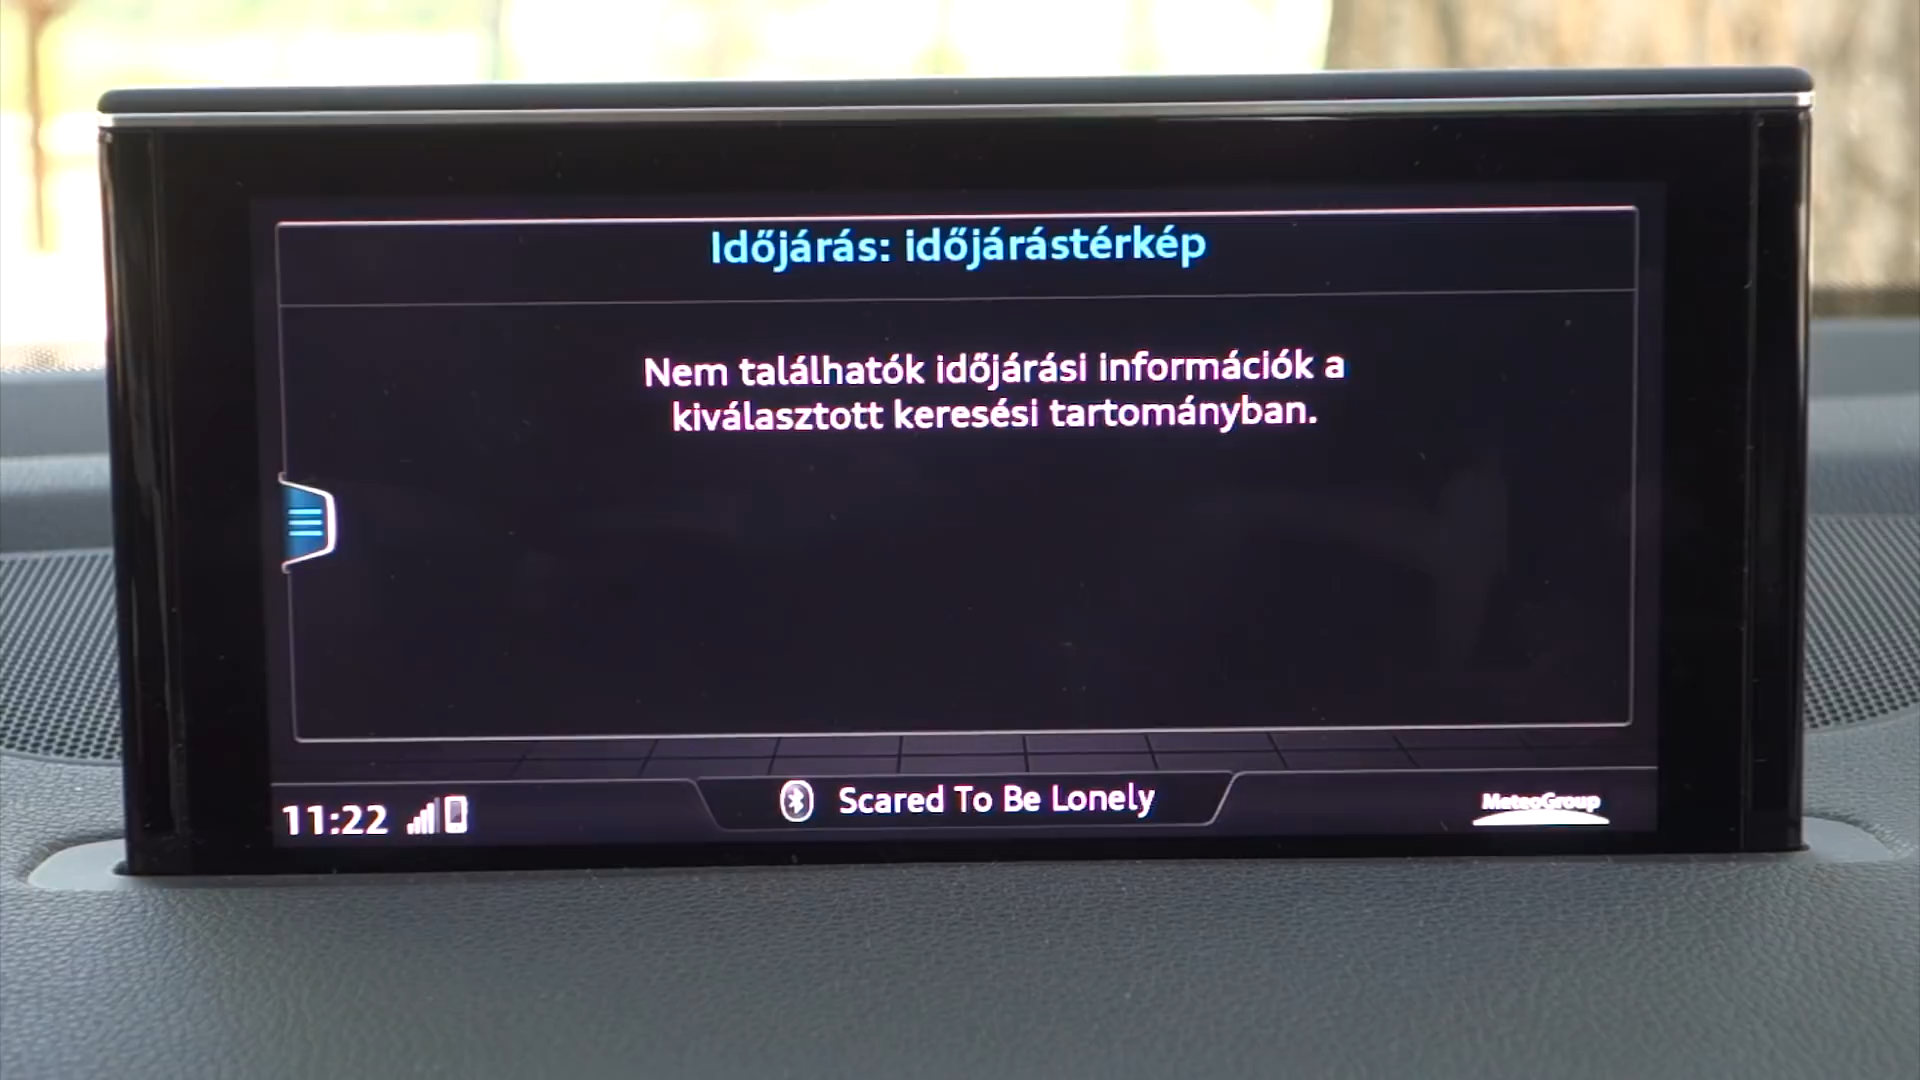 Időjárás: időjárástérkép
Nem találhatók időjárási információk a
kiválasztott keresési tartományban.
11:22
Scared To Be Lonely
MeteoGroup